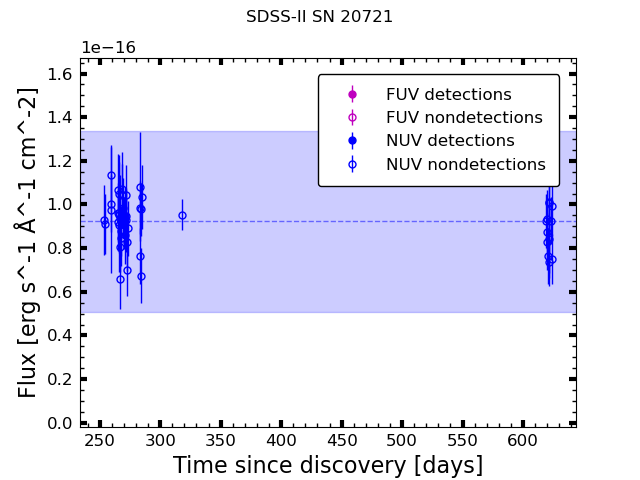 SDSS-II SN 20721
1e−16
Flux [erg s^-1 Å^-1 cm^-2]
1.6
1.4
1.2
1.0
0.8
0.6
0.4
0.2
0.0
FUV detections
FUV nondetections
NUV detections
NUV nondetections
250 300 350 400 450 500 550 600
Time since discovery [days]